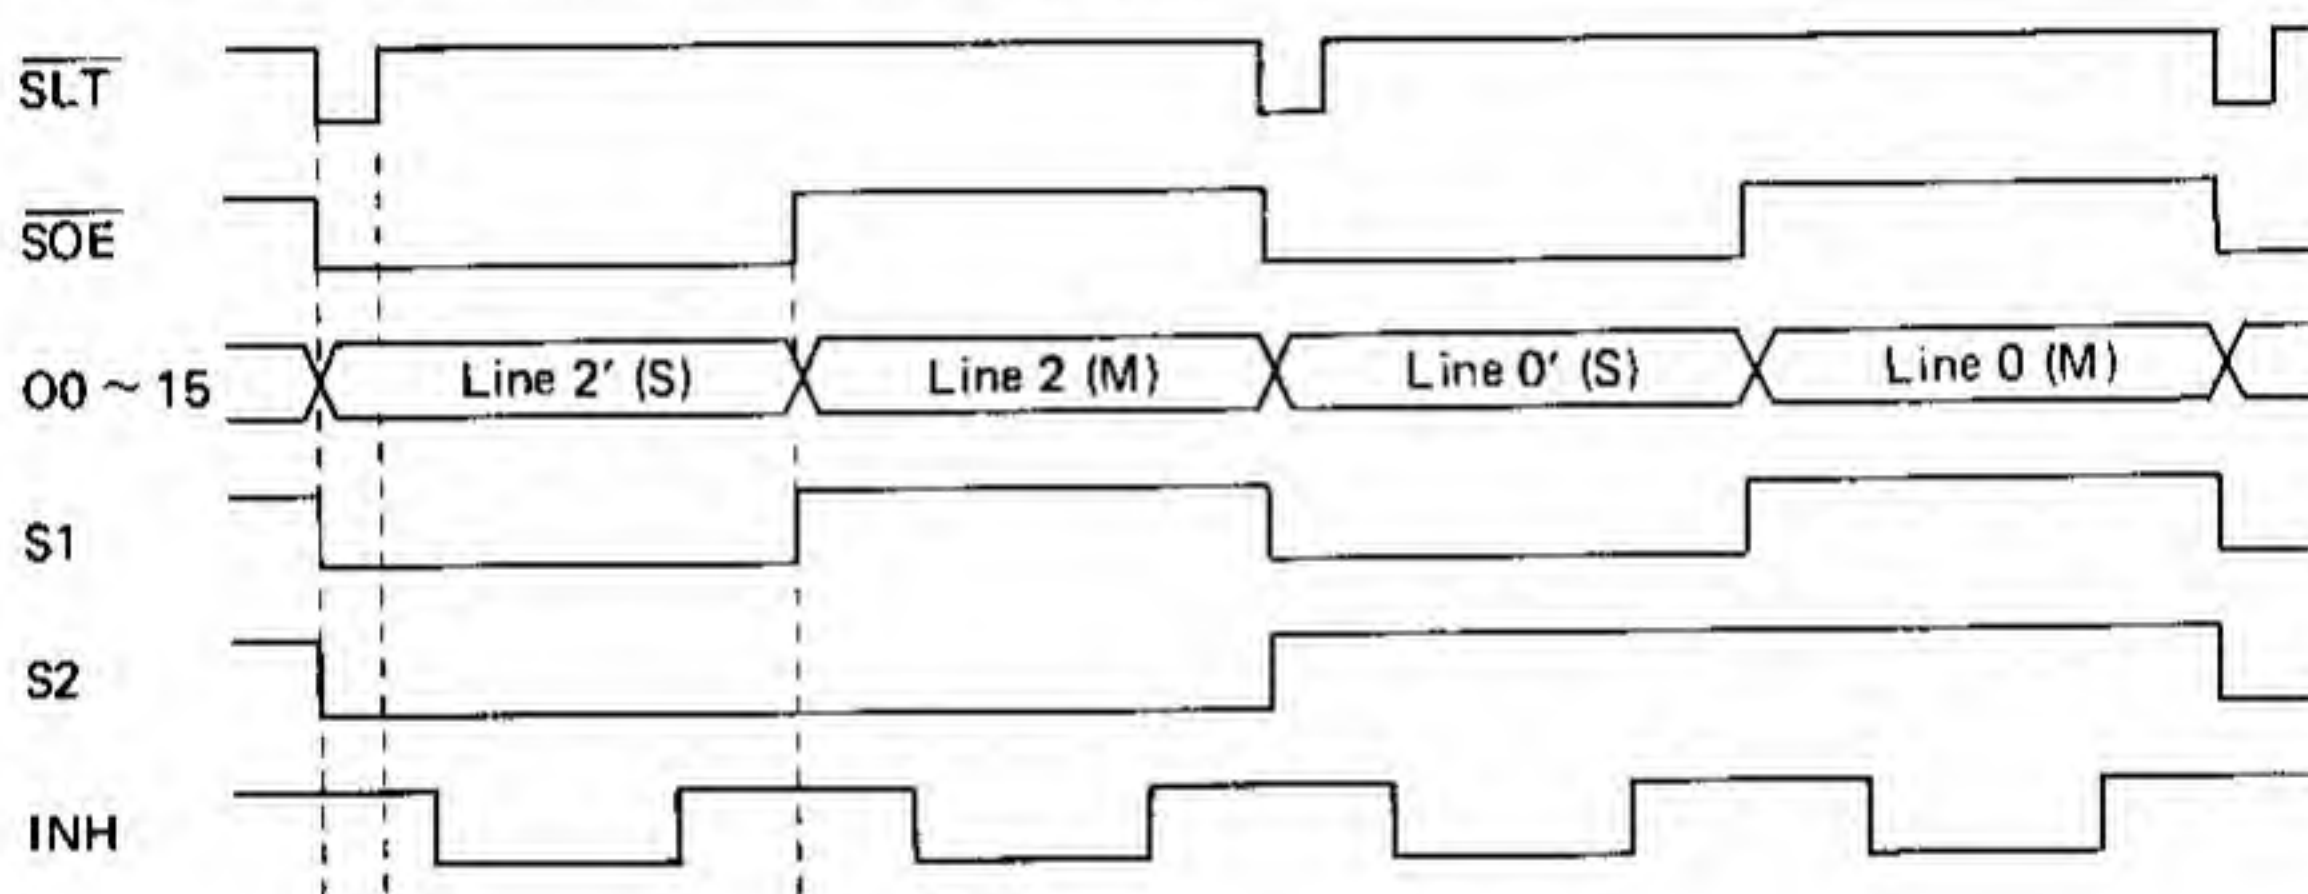 SLT
SOE
O0 ~ 15 Line 2′ (S) Line 2 (M) Line 0′ (S) Line 0 (M)
S1
S2
INH